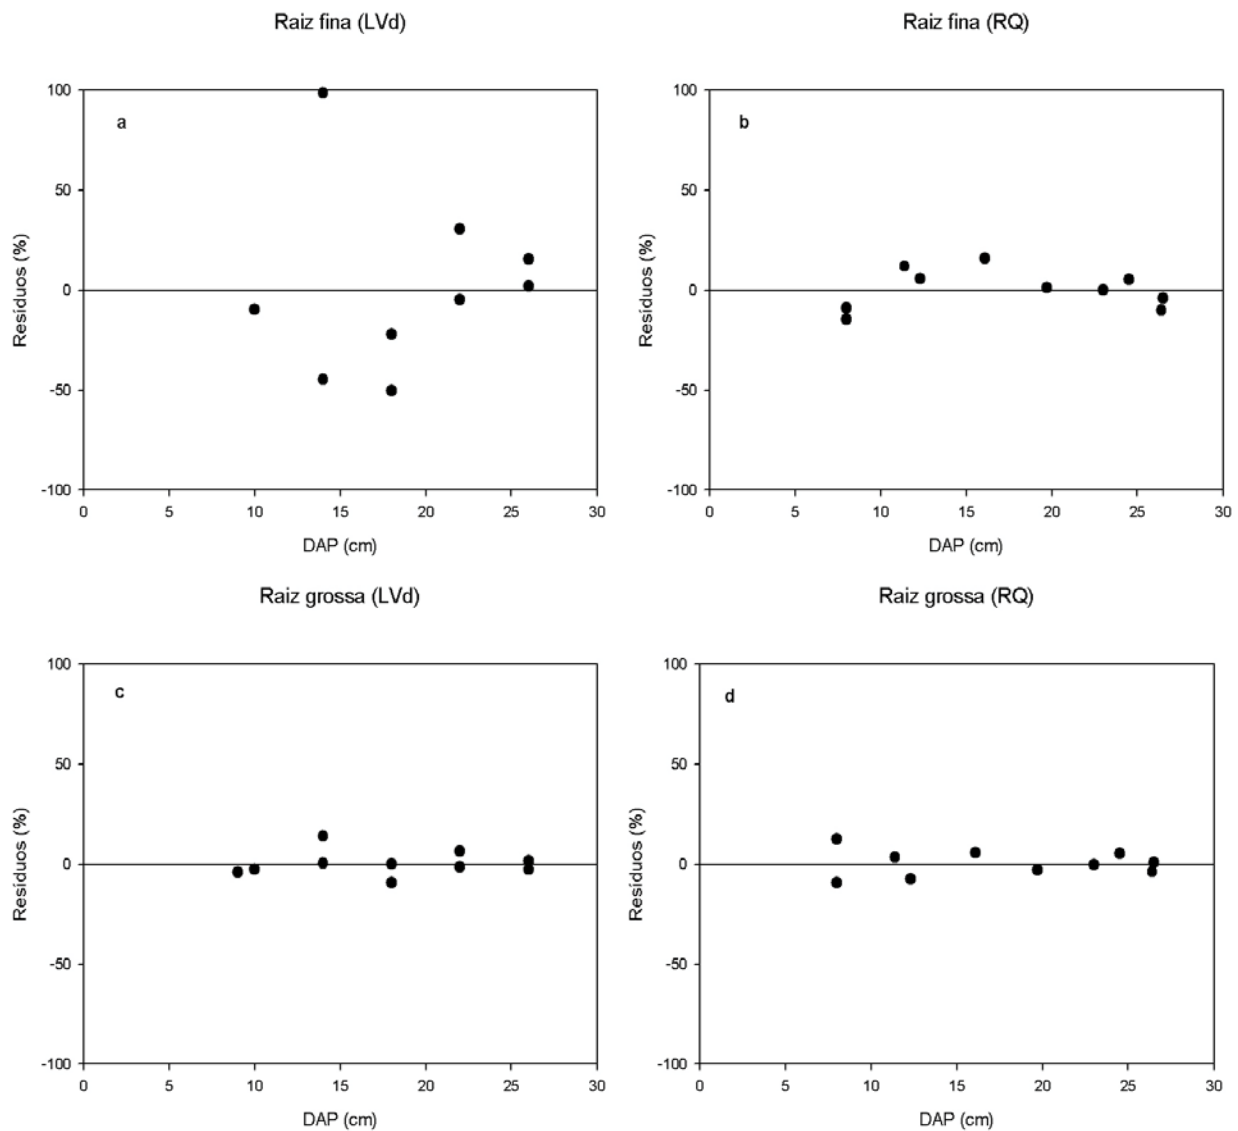 Raiz fina (LVd)
100
50
0
-50
-100
Resíduos (%)
a
0 5 10 15 20 25 30
DAP (cm)
Raiz fina (RQ)
100
50
0
-50
-100
Resíduos (%)
b
0 5 10 15 20 25 30
DAP (cm)
Raiz grossa (LVd)
100
50
0
-50
-100
Resíduos (%)
c
0 5 10 15 20 25 30
DAP (cm)
Raiz grossa (RQ)
100
50
0
-50
-100
Resíduos (%)
d
0 5 10 15 20 25 30
DAP (cm)